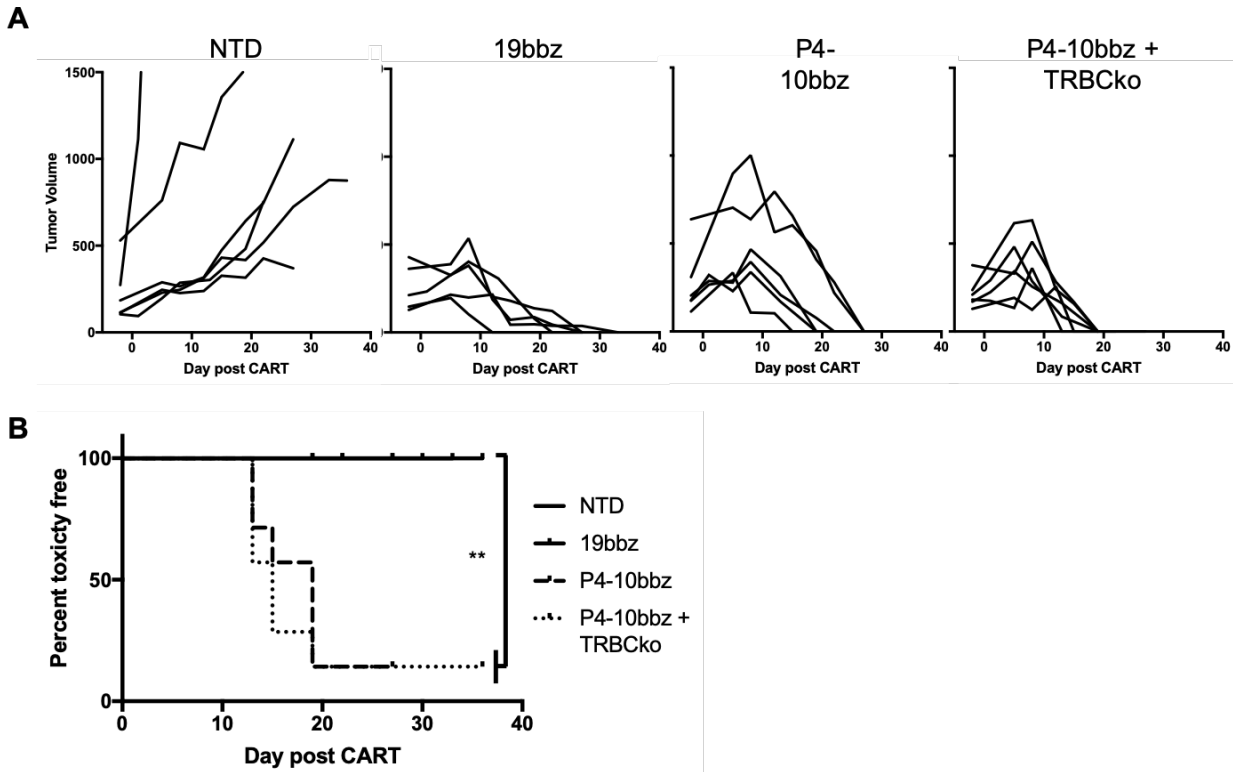 A
NTD
19bbz
P4-
10bbz
P4-10bbz +
TRBCko
Tumor Volume
1500
1000
500
0
0 10 20 30 40
0 10 20 30 40
0 10 20 30 40
0 10 20 30 40
Day post CART
Day post CART
Day post CART
Day post CART
B
Percent toxicty free
100
50
0
0 10 20 30 40
Day post CART
**
NTD
19bbz
P4-10bbz
P4-10bbz +
TRBCko